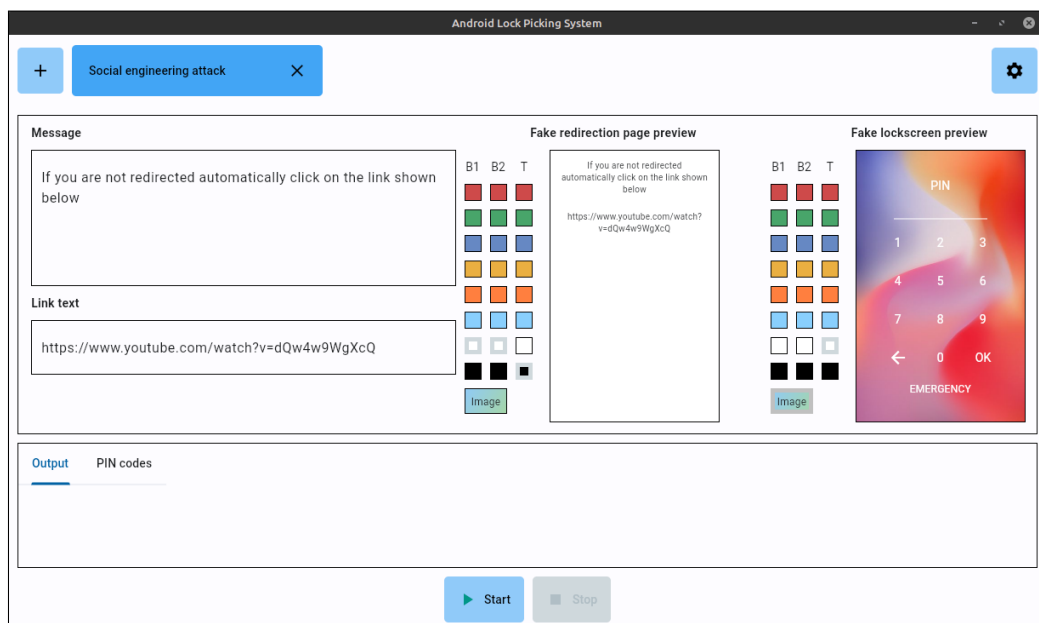 Android Lock Picking System
+
Social engineering attack
Message
Fake redirection page preview
Fake lockscreen preview
If you are not redirected automatically click on the link shown
below
Link text
https://www.youtube.com/watch?v=dQw4w9WgXcQ
B1 B2 T
Image
If you are not redirected
automatically click on the link shown
below
https://www.youtube.com/watch?
v=dQw4w9WgXcQ
B1 B2 T
Image
PIN
1 2 3
4 5 6
7 8 9
0 OK
EMERGENCY
Output PIN codes
Start Stop